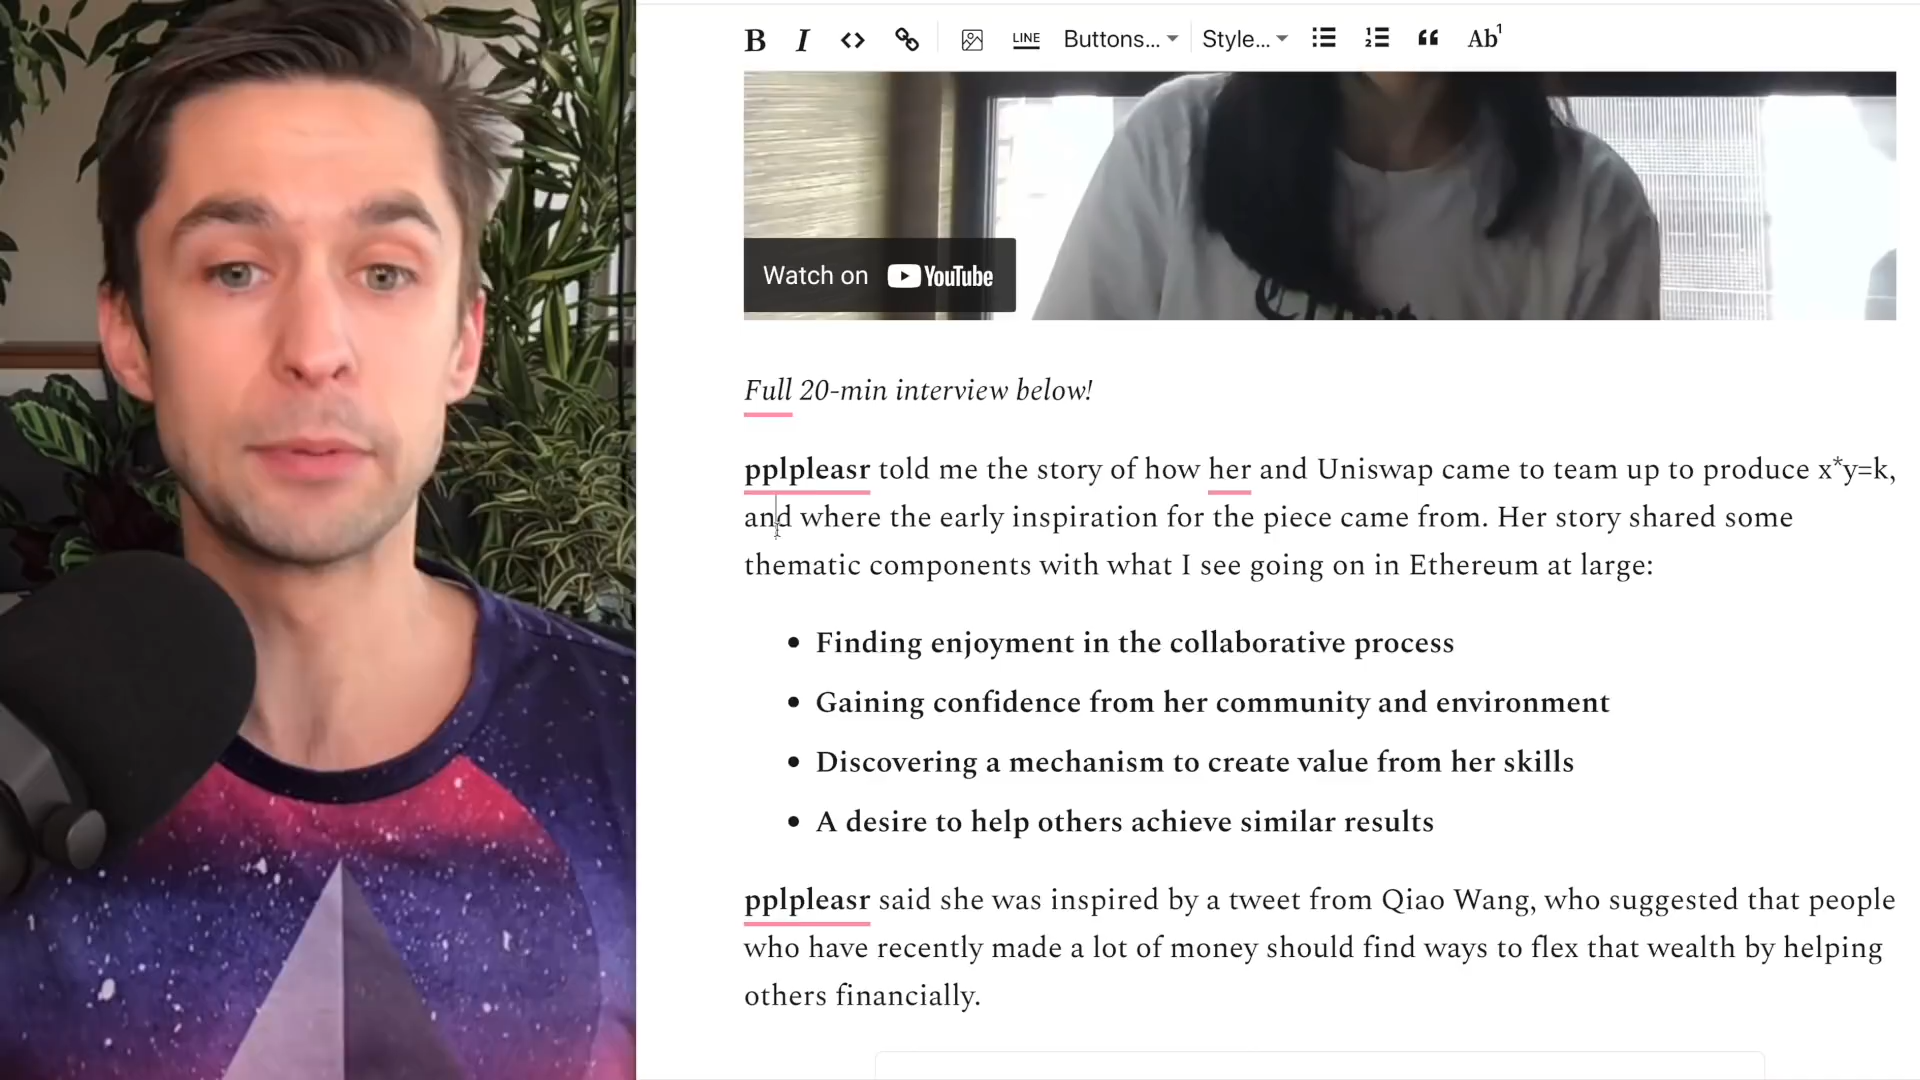 B I <> LINE Buttons... Style... Ab1
Watch on YouTube
Full 20-min interview below!
pplpleasr told me the story of how her and Uniswap came to team up to produce x*y=k,
and where the early inspiration for the piece came from. Her story shared some
thematic components with what I see going on in Ethereum at large:
• Finding enjoyment in the collaborative process
• Gaining confidence from her community and environment
• Discovering a mechanism to create value from her skills
• A desire to help others achieve similar results
pplpleasr said she was inspired by a tweet from Qiao Wang, who suggested that people
who have recently made a lot of money should find ways to flex that wealth by helping
others financially.